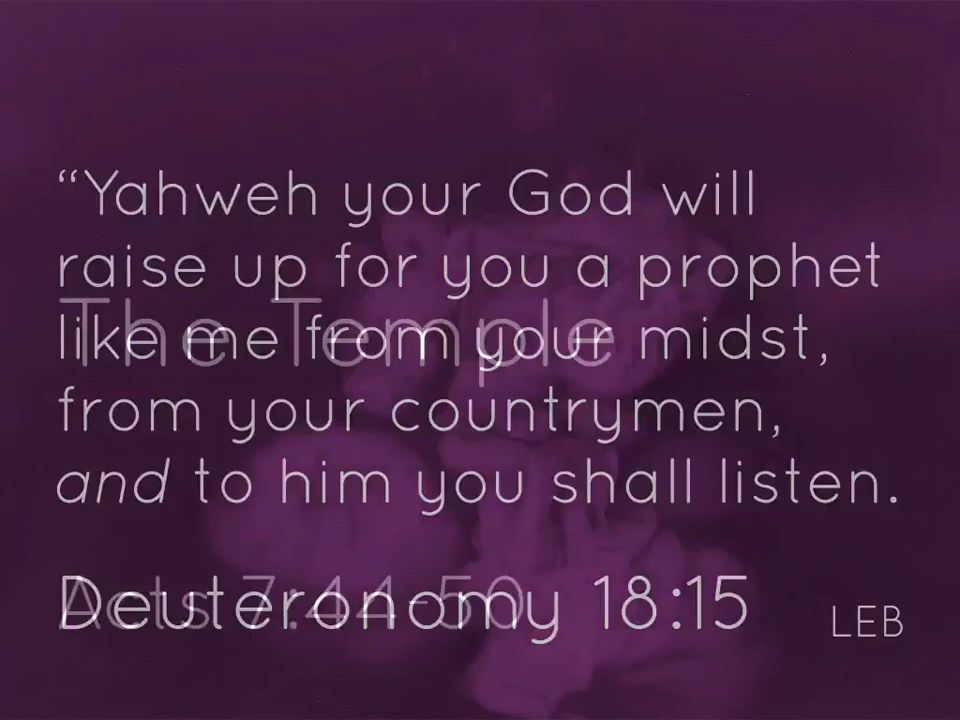 “Yahweh your God will
raise up for you a prophet
The Temple
like me from your midst,
from your countrymen,
and to him you shall listen.
Deuteronomy 18:15
Acts 7:44-50
LEB